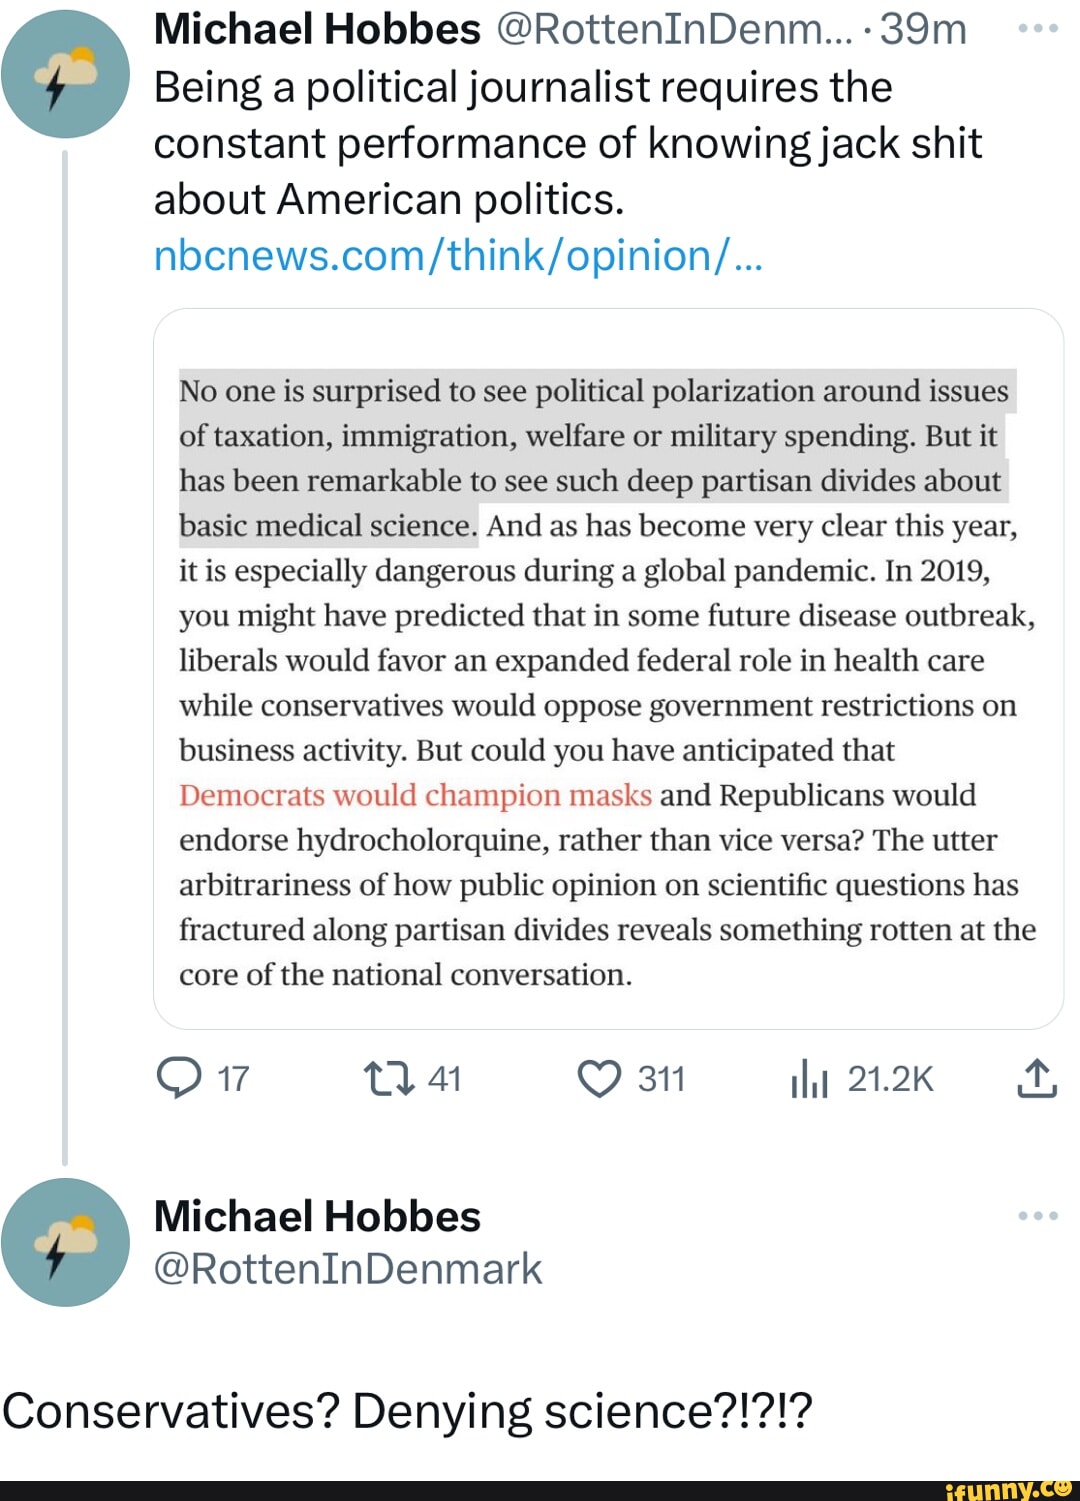 Michael Hobbes @RottenInDenm... · 39m
Being a political journalist requires the
constant performance of knowing jack shit
about American politics.
nbcnews.com/think/opinion/...
No one is surprised to see political polarization around issues
of taxation, immigration, welfare or military spending. But it
has been remarkable to see such deep partisan divides about
basic medical science. And as has become very clear this year,
it is especially dangerous during a global pandemic. In 2019,
you might have predicted that in some future disease outbreak,
liberals would favor an expanded federal role in health care
while conservatives would oppose government restrictions on
business activity. But could you have anticipated that
Democrats would champion masks and Republicans would
endorse hydrocholorquine, rather than vice versa? The utter
arbitrariness of how public opinion on scientific questions has
fractured along partisan divides reveals something rotten at the
core of the national conversation.
17 41 311 21.2K
Michael Hobbes
@RottenInDenmark
Conservatives? Denying science?!?!?
ifunny.co